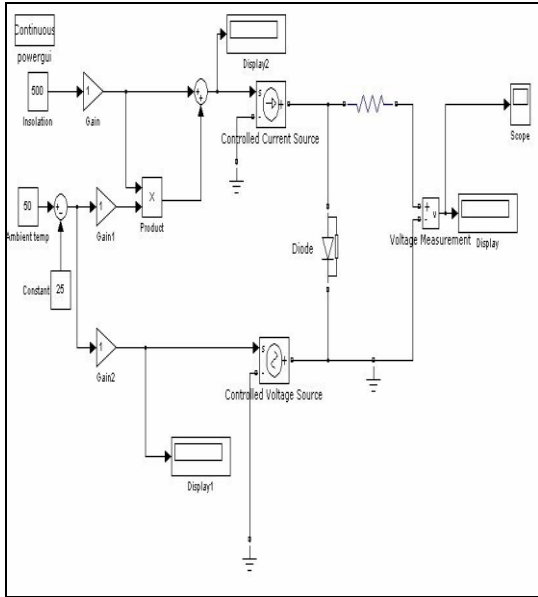 Continuous
powergui
Display2
500
Insolation
1
Gain
s
+
-
Controlled Current Source
Scope
50
Ambient temp
1
Gain1
X
Product
+
-
v
Voltage Measurement
Display
Diode
Constant
25
1
Gain2
s
+
-
Controlled Voltage Source
Display1